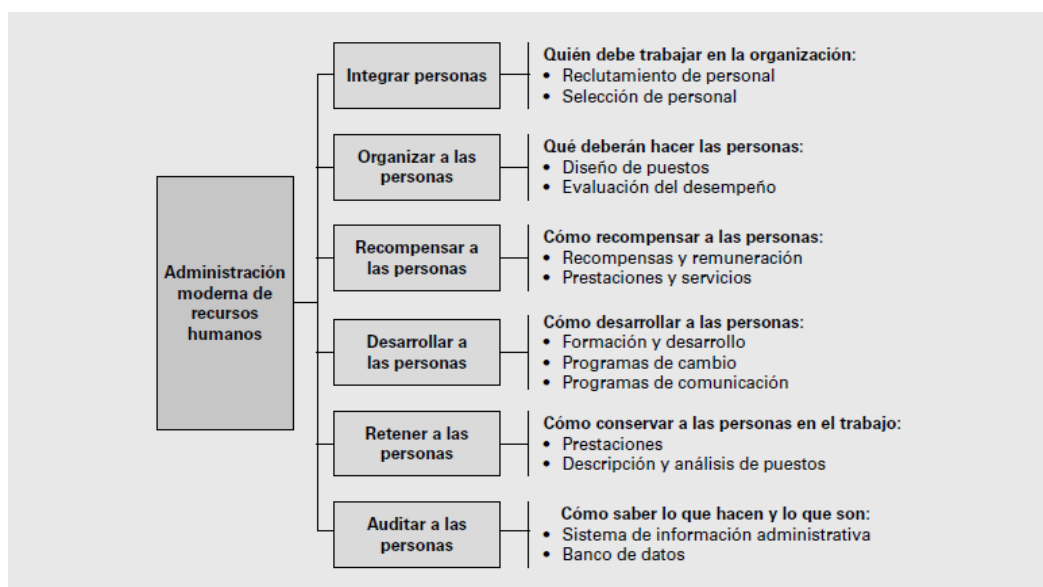 Administración
moderna de
recursos
humanos
Integrar personas
Quién debe trabajar en la organización:
• Reclutamiento de personal
• Selección de personal
Organizar a las
personas
Qué deberán hacer las personas:
• Diseño de puestos
• Evaluación del desempeño
Recompensar a
las personas
Cómo recompensar a las personas:
• Recompensas y remuneración
• Prestaciones y servicios
Desarrollar a
las personas
Cómo desarrollar a las personas:
• Formación y desarrollo
• Programas de cambio
• Programas de comunicación
Retener a las
personas
Cómo conservar a las personas en el trabajo:
• Prestaciones
• Descripción y análisis de puestos
Auditar a las
personas
Cómo saber lo que hacen y lo que son:
• Sistema de información administrativa
• Banco de datos